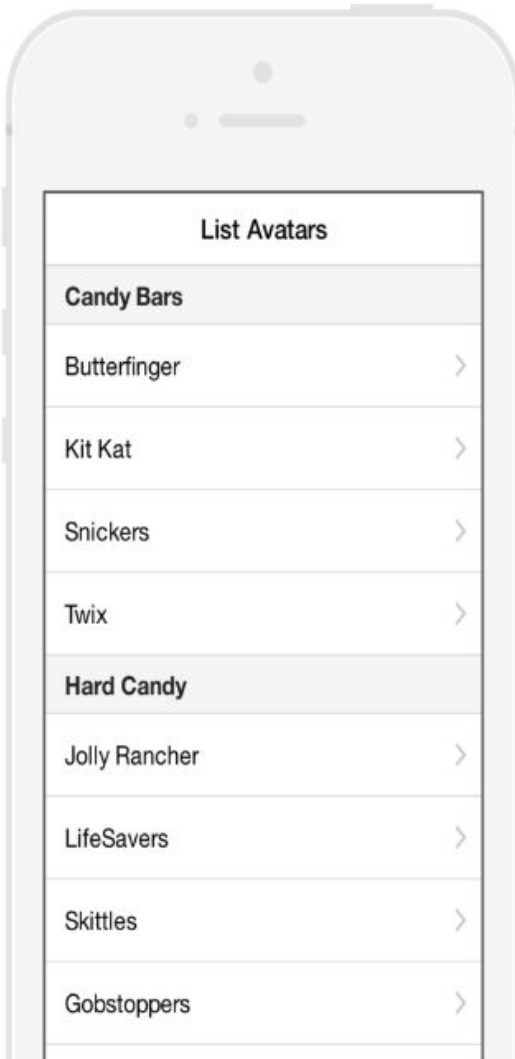 List Avatars
Candy Bars
Butterfinger
Kit Kat
Snickers
Twix
Hard Candy
Jolly Rancher
LifeSavers
Skittles
Gobstoppers